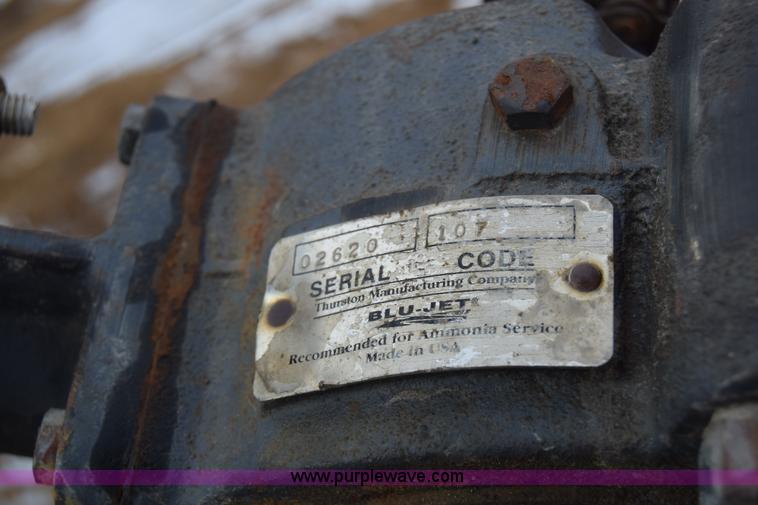 02620 107
SERIAL CODE
Thurston Manufacturing Company
BLU-JET®
Recommended for Ammonia Service
Made in USA
www.purplewave.com